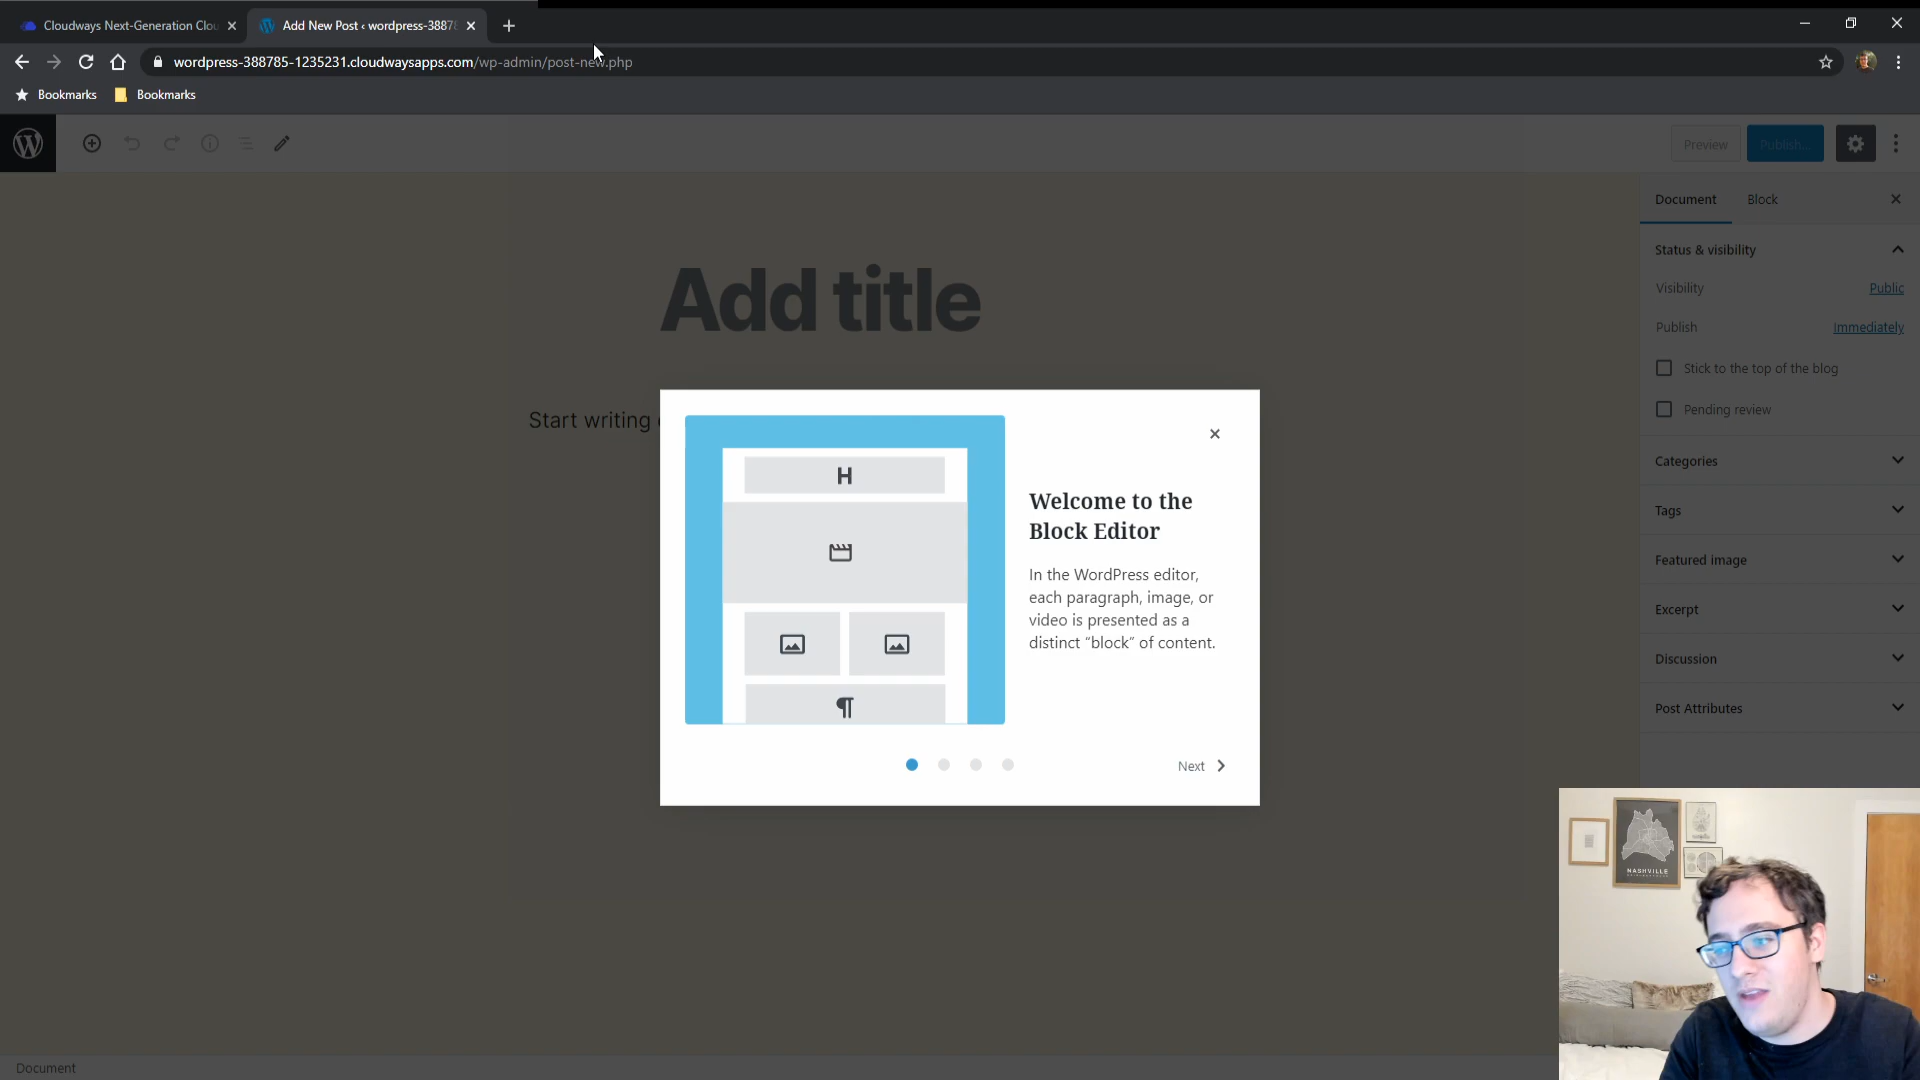 Cloudways Next-Generation Clou
Add New Post ‹ wordpress-3887
wordpress-388785-1235231.cloudwaysapps.com/wp-admin/post-new.php
Bookmarks
Bookmarks
Preview
Publish...
Document
Block
Status & visibility
Visibility
Public
Publish
Immediately
Stick to the top of the blog
Pending review
Categories
Tags
Featured image
Excerpt
Discussion
Post Attributes
Add title
Start writing
H
Welcome to the
Block Editor
In the WordPress editor,
each paragraph, image, or
video is presented as a
distinct “block” of content.
Next
NASHVILLE
Document